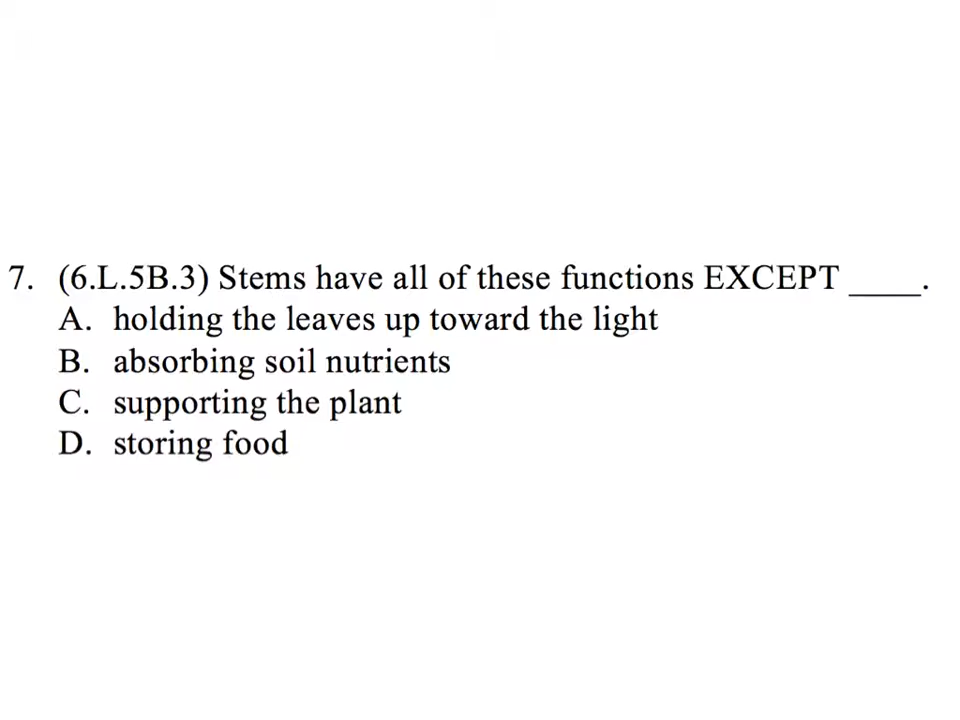 7. (6.L.5B.3) Stems have all of these functions EXCEPT ____.
A. holding the leaves up toward the light
B. absorbing soil nutrients
C. supporting the plant
D. storing food